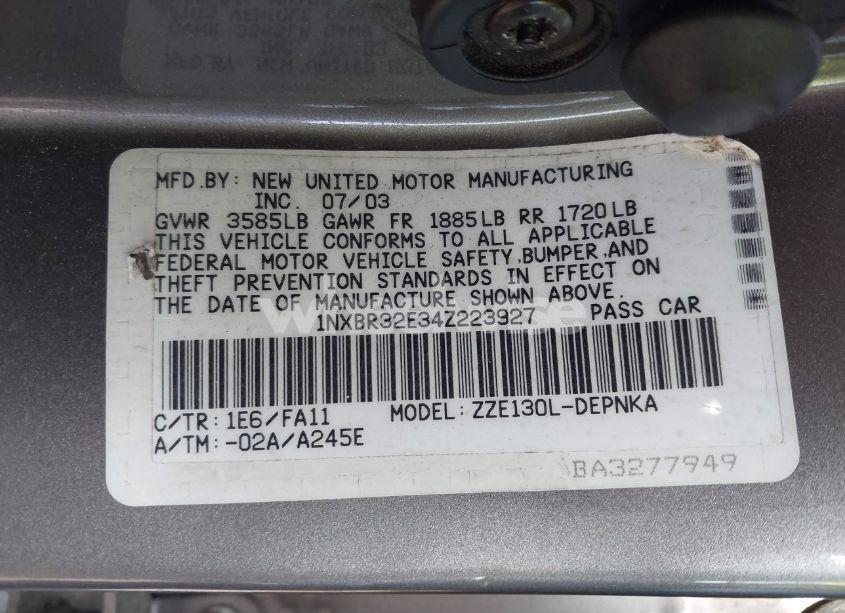 MFD.BY: NEW UNITED MOTOR MANUFACTURING
INC. 07/03
GVWR 3585LB GAWR FR 1885LB RR 1720LB
THIS VEHICLE CONFORMS TO ALL APPLICABLE
FEDERAL MOTOR VEHICLE SAFETY,BUMPER,AND
THEFT PREVENTION STANDARDS IN EFFECT ON
THE DATE OF MANUFACTURE SHOWN ABOVE.
1NXBR32E34Z223927 PASS CAR
C/TR: 1E6/FA11 MODEL: ZZE130L-DEPNKA
A/TM: -02A/A245E
BA3277949